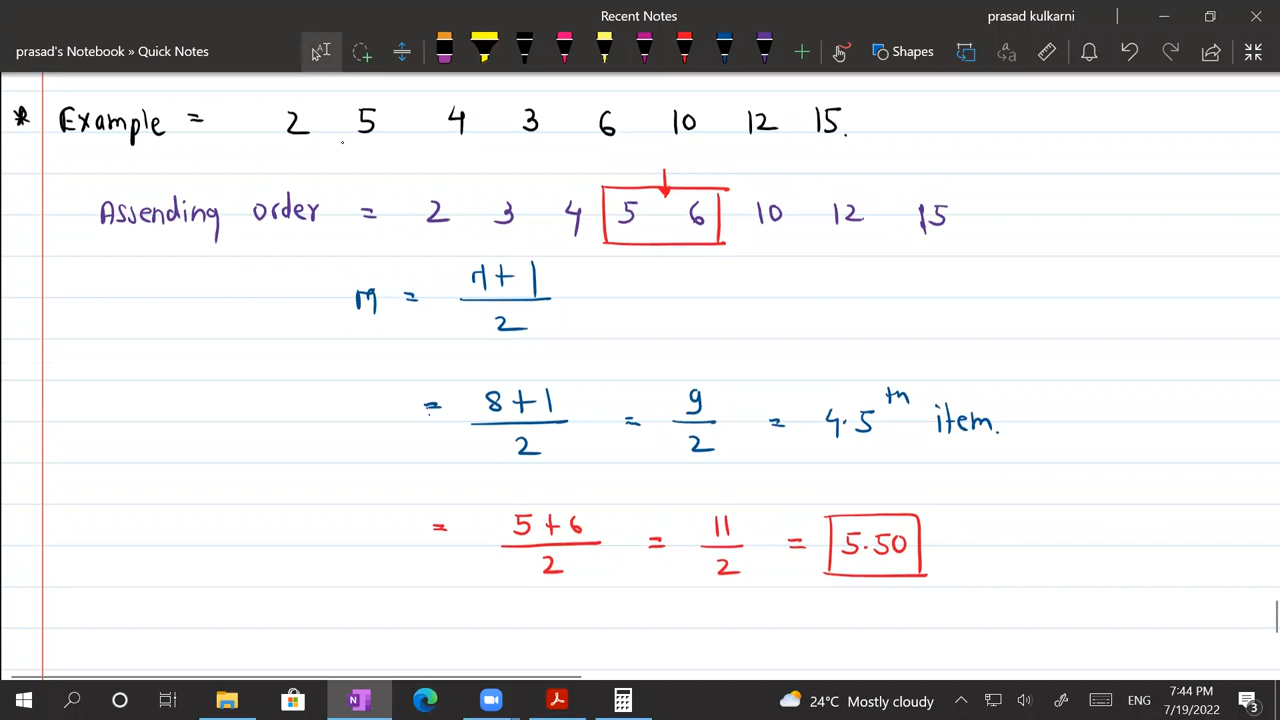 Recent Notes
prasad kulkarni
prasad's Notebook » Quick Notes
Shapes
* Example = 2 5 4 3 6 10 12 15.
Assending order = 2 3 4 5 6 10 12 15
m = n+1 / 2
= 8+1 / 2 = 9 / 2 = 4.5th item.
= 5+6 / 2 = 11 / 2 = 5.50
24°C Mostly cloudy
ENG
7:44 PM
7/19/2022
3